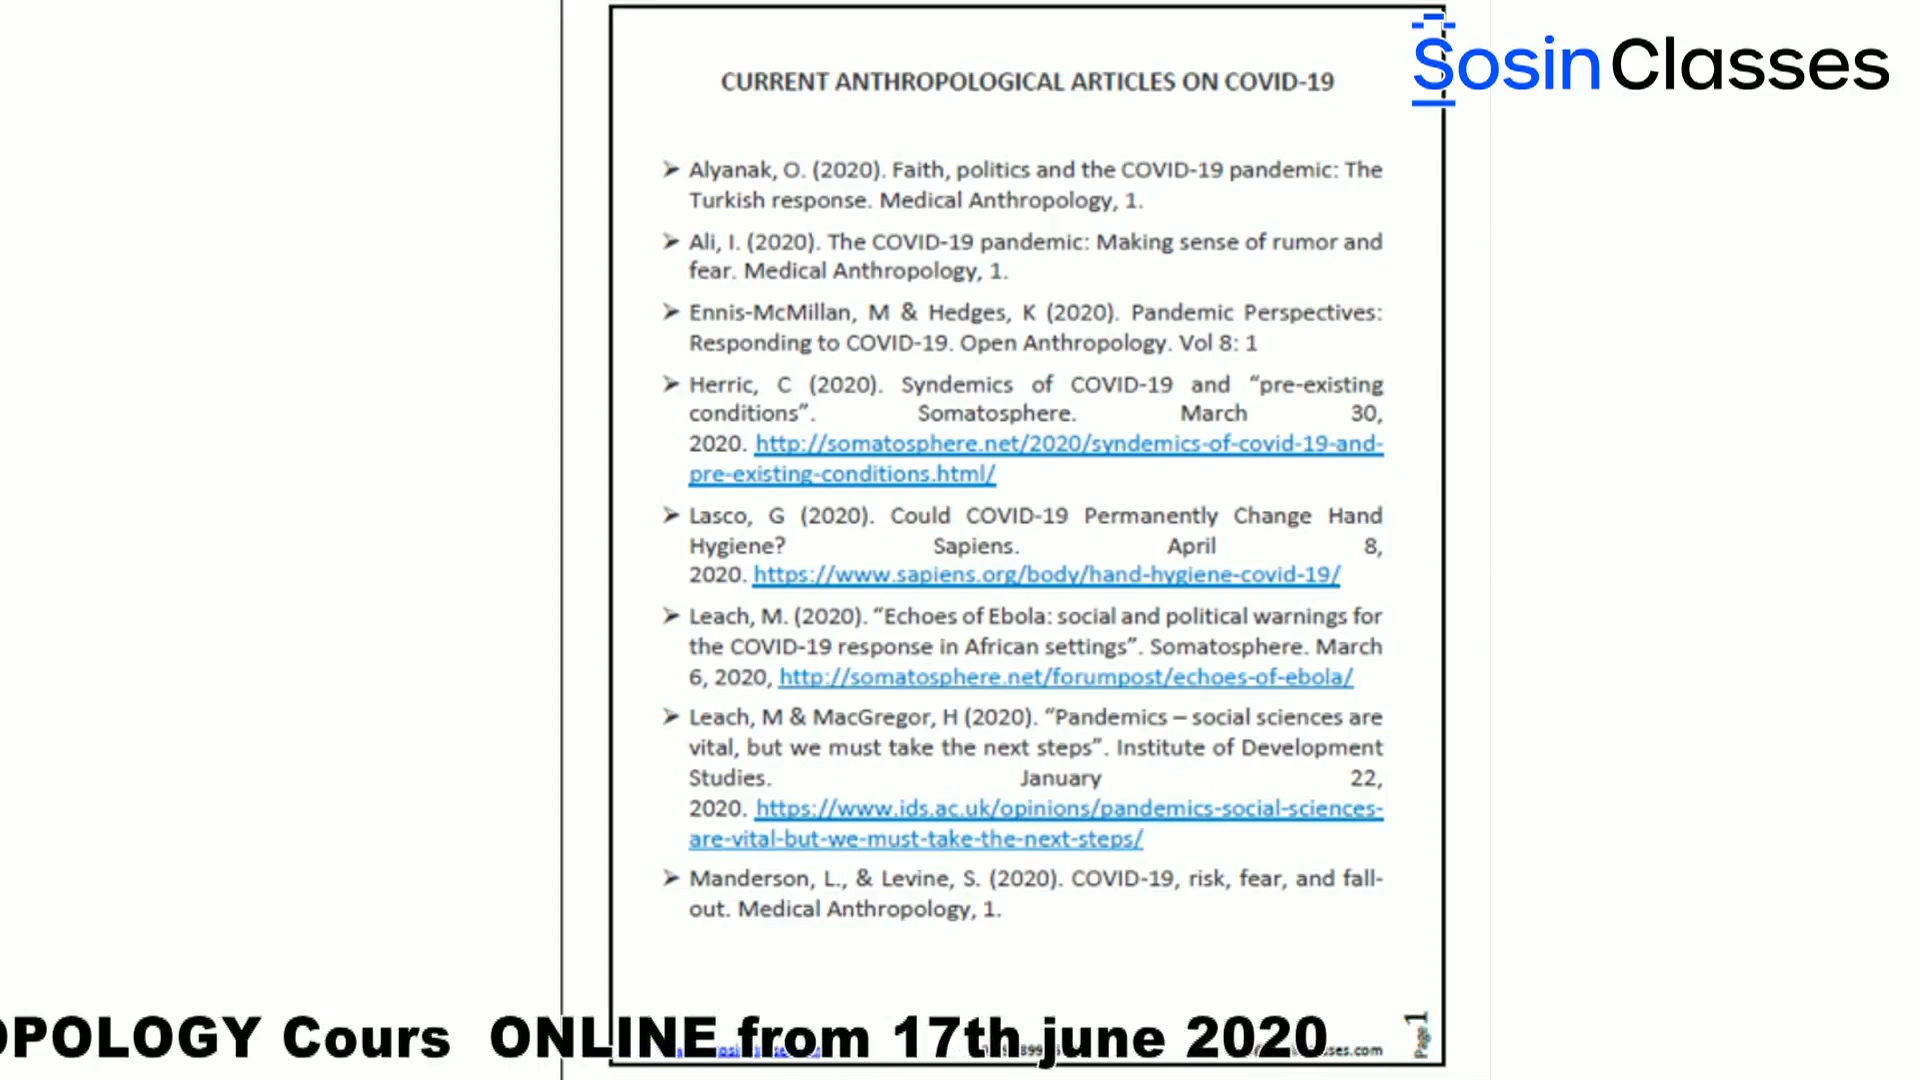 Sosin Classes
CURRENT ANTHROPOLOGICAL ARTICLES ON COVID-19
➢ Alyanak, O. (2020). Faith, politics and the COVID-19 pandemic: The
Turkish response. Medical Anthropology, 1.
➢ Ali, I. (2020). The COVID-19 pandemic: Making sense of rumor and
fear. Medical Anthropology, 1.
➢ Ennis-McMillan, M & Hedges, K (2020). Pandemic Perspectives:
Responding to COVID-19. Open Anthropology. Vol 8: 1
➢ Herric, C (2020). Syndemics of COVID-19 and “pre-existing
conditions”. Somatosphere. March 30,
2020. http://somatosphere.net/2020/syndemics-of-covid-19-and-
pre-existing-conditions.html/
➢ Lasco, G (2020). Could COVID-19 Permanently Change Hand
Hygiene? Sapiens. April 8,
2020. https://www.sapiens.org/body/hand-hygiene-covid-19/
➢ Leach, M. (2020). “Echoes of Ebola: social and political warnings for
the COVID-19 response in African settings”. Somatosphere. March
6, 2020, http://somatosphere.net/forumpost/echoes-of-ebola/
➢ Leach, M & MacGregor, H (2020). “Pandemics – social sciences are
vital, but we must take the next steps”. Institute of Development
Studies. January 22,
2020. https://www.ids.ac.uk/opinions/pandemics-social-sciences-
are-vital-but-we-must-take-the-next-steps/
➢ Manderson, L., & Levine, S. (2020). COVID-19, risk, fear, and fall-
out. Medical Anthropology, 1.
Page 1
OPOLOGY Cours ONLINE from 17th june 2020